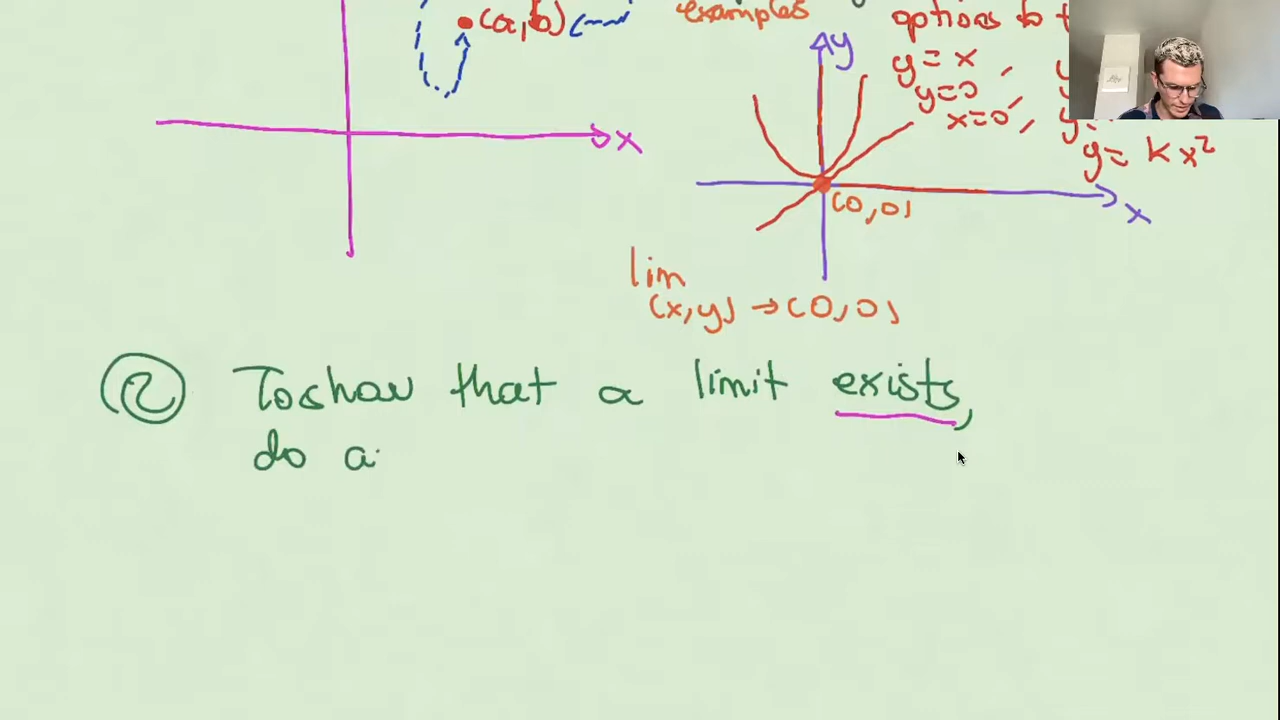 (a,b)
examples
options to
y = x ,
y=0
x=0 ,
y = kx²
y
x
(0,0)
x
lim
(x,y) → (0,0)
② To show that a limit exists,
do a